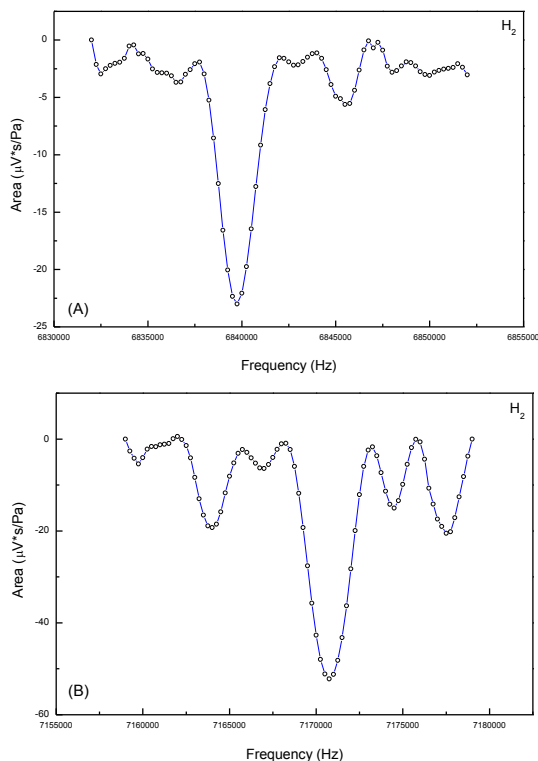 H2
0
-5
-10
-15
-20
-25
Area (μV*s/Pa)
(A)
6830000 6835000 6840000 6845000 6850000 6855000
Frequency (Hz)
H2
0
-20
-40
-60
Area (μV*s/Pa)
(B)
7155000 7160000 7165000 7170000 7175000 7180000
Frequency (Hz)